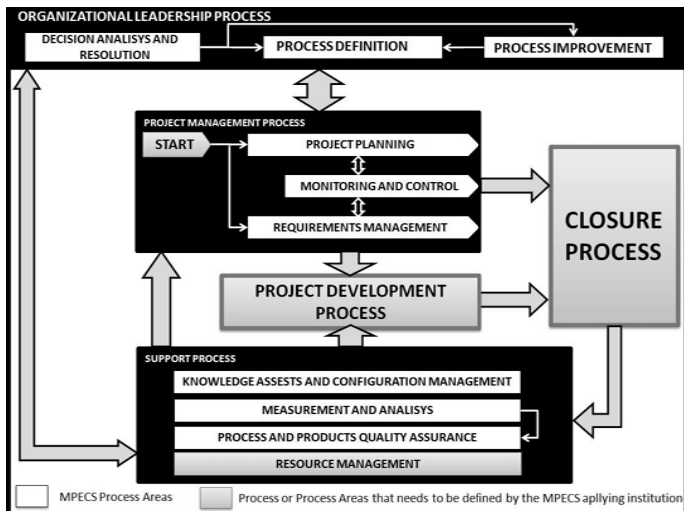 ORGANIZATIONAL LEADERSHIP PROCESS
DECISION ANALISYS AND
RESOLUTION
PROCESS DEFINITION
PROCESS IMPROVEMENT
PROJECT MANAGEMENT PROCESS
START
PROJECT PLANNING
MONITORING AND CONTROL
REQUIREMENTS MANAGEMENT
CLOSURE
PROCESS
PROJECT DEVELOPMENT
PROCESS
SUPPORT PROCESS
KNOWLEDGE ASSESTS AND CONFIGURATION MANAGEMENT
MEASUREMENT AND ANALISYS
PROCESS AND PRODUCTS QUALITY ASSURANCE
RESOURCE MANAGEMENT
MPECS Process Areas
Process or Process Areas that needs to be defined by the MPECS apllying institution